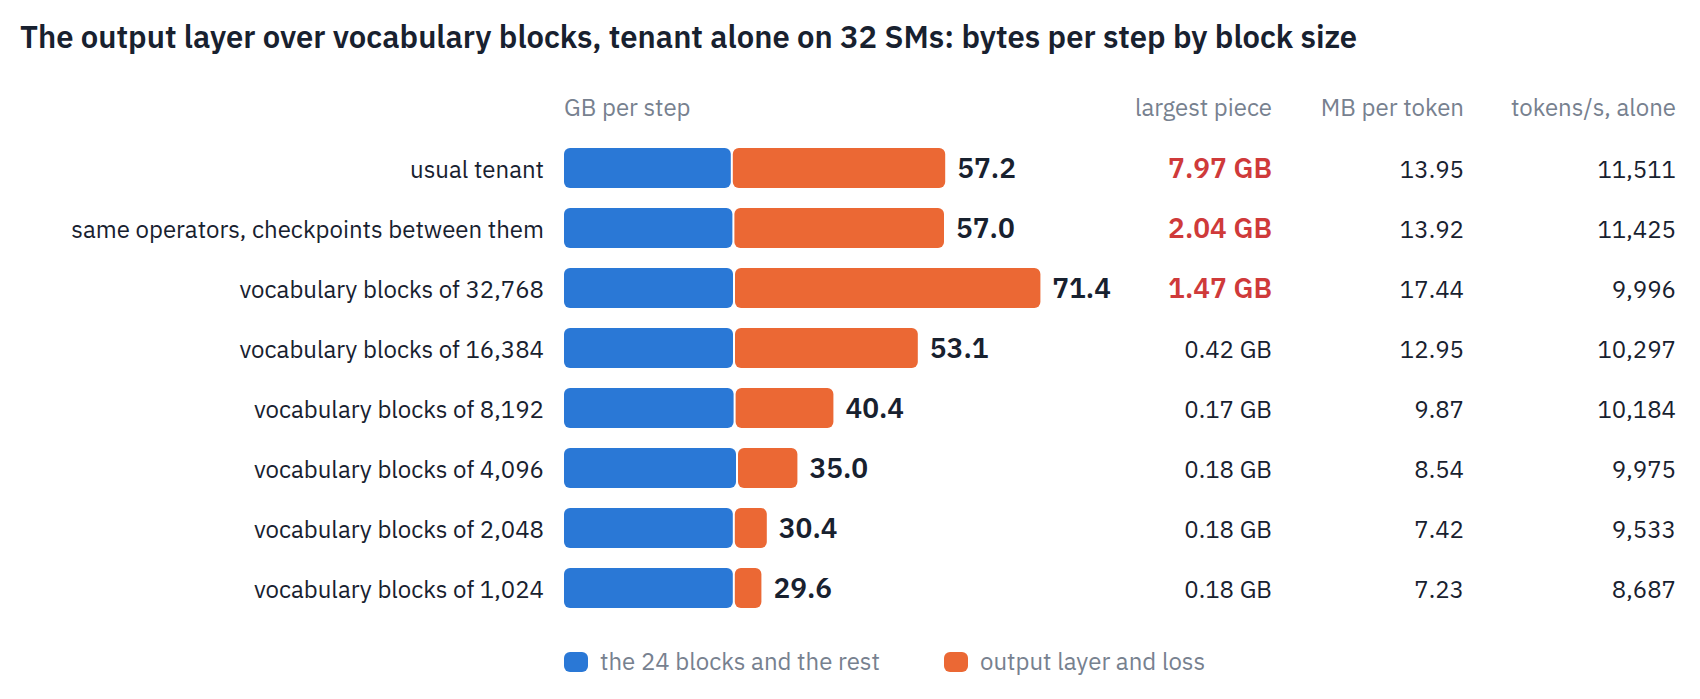 The output layer over vocabulary blocks, tenant alone on 32 SMs: bytes per step by block size
GB per step largest piece MB per token tokens/s, alone
usual tenant 57.2 7.97 GB 13.95 11,511
same operators, checkpoints between them 57.0 2.04 GB 13.92 11,425
vocabulary blocks of 32,768 71.4 1.47 GB 17.44 9,996
vocabulary blocks of 16,384 53.1 0.42 GB 12.95 10,297
vocabulary blocks of 8,192 40.4 0.17 GB 9.87 10,184
vocabulary blocks of 4,096 35.0 0.18 GB 8.54 9,975
vocabulary blocks of 2,048 30.4 0.18 GB 7.42 9,533
vocabulary blocks of 1,024 29.6 0.18 GB 7.23 8,687
the 24 blocks and the rest output layer and loss